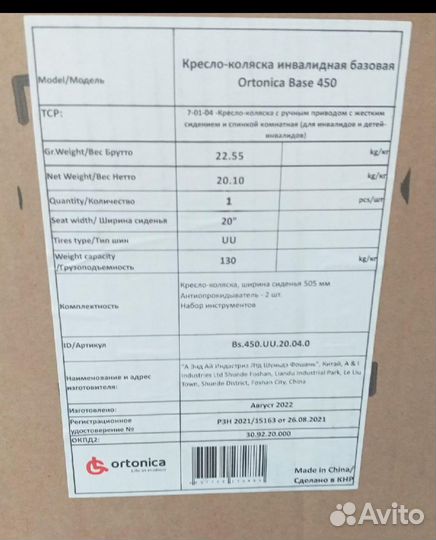 Model/Модель
Кресло-коляска инвалидная базовая
Ortonica Base 450
ТСР:
7-01-04 -Кресло-коляска с ручным приводом с жестким
сидением и спинкой комнатная (для инвалидов и детей-
инвалидов)
Gr.Weight/Вес Брутто
22.55
kg/кг
Net Weight/Вес Нетто
20.10
kg/кг
Quantity/Количество
1
pcs/шт
Seat width/ Ширина сиденья
20"
Tires type/Тип шин
UU
Weight capacity
/Грузоподъемность
130
kg/кг
Комплектность
Кресло-коляска, ширина сиденья 505 мм
Антиопрокидыватель - 2 шт.
Набор инструментов
ID/Артикул
Bs.450.UU.20.04.0
Наименование и адрес
изготовителя:
"А Энд Ай Индастриз Лтд Шуньдэ Фошань", Китай, A & I
Industries Ltd Shunde Foshan, Liandu Industrial Park, Le Liu
Town, Shunde District, Foshan City, China
Изготовлено:
Август 2022
Регистрационное
удостоверение №
РЗН 2021/15163 от 26.08.2021
ОКПД2:
30.92.20.000
ortonica
Made in China/
Сделано в КНР
Avito